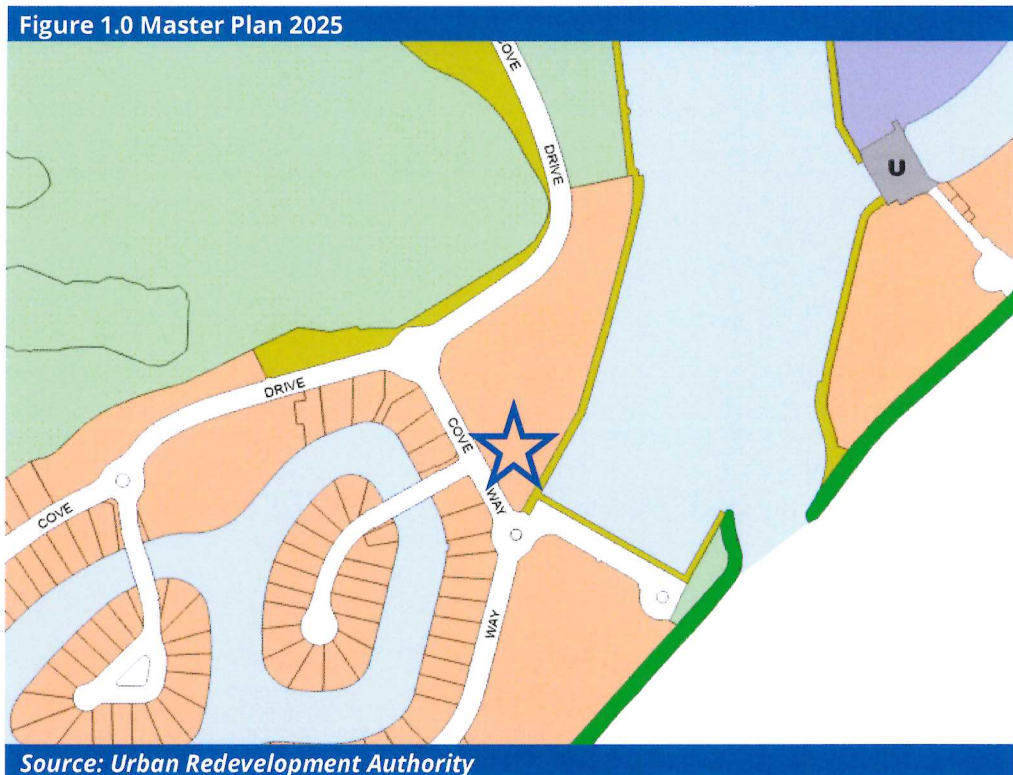 Figure 1.0 Master Plan 2025
COVE
DRIVE
U
DRIVE
COVE
WAY
COVE
WAY
Source: Urban Redevelopment Authority